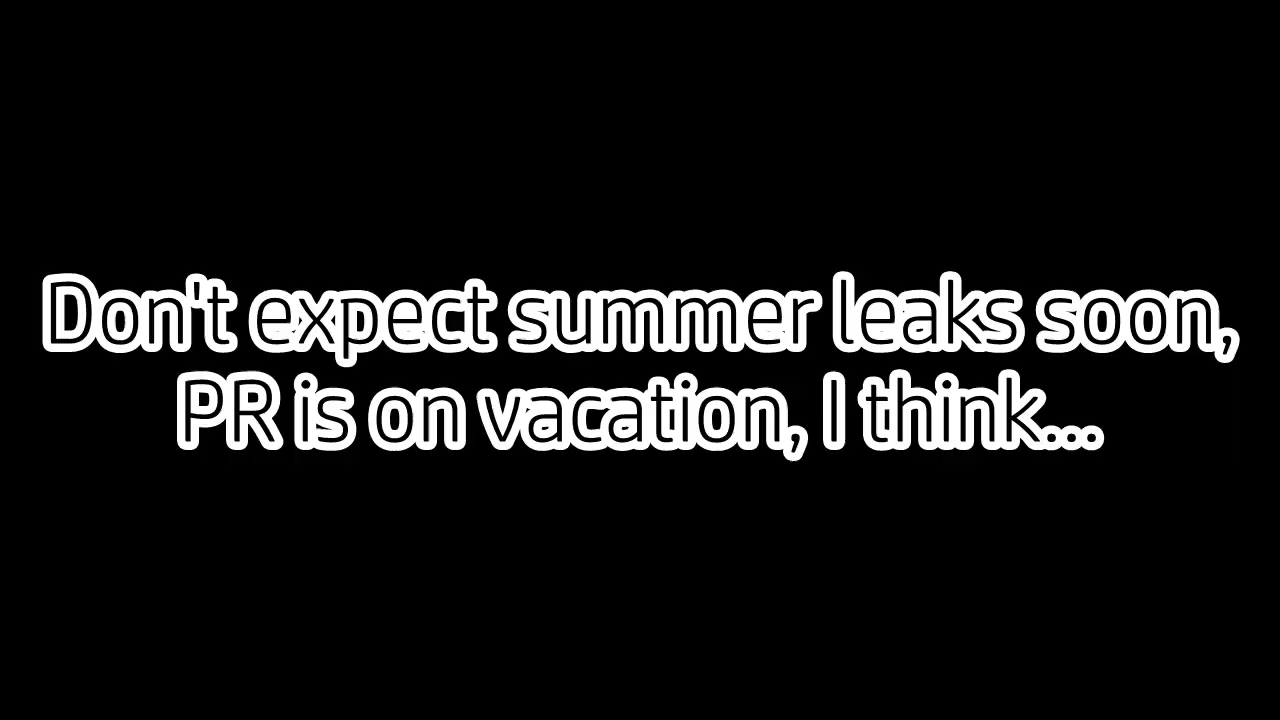 Don't expect summer leaks soon,
PR is on vacation, I think...